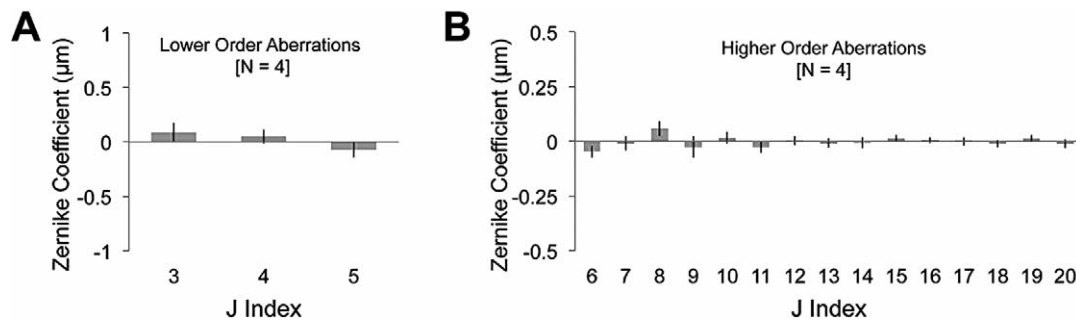 A
Lower Order Aberrations
[N = 4]
Zernike Coefficient (μm)
1
0.5
0
-0.5
-1
3 4 5
J Index
B
Higher Order Aberrations
[N = 4]
Zernike Coefficient (μm)
0.5
0.25
0
-0.25
-0.5
6 7 8 9 10 11 12 13 14 15 16 17 18 19 20
J Index